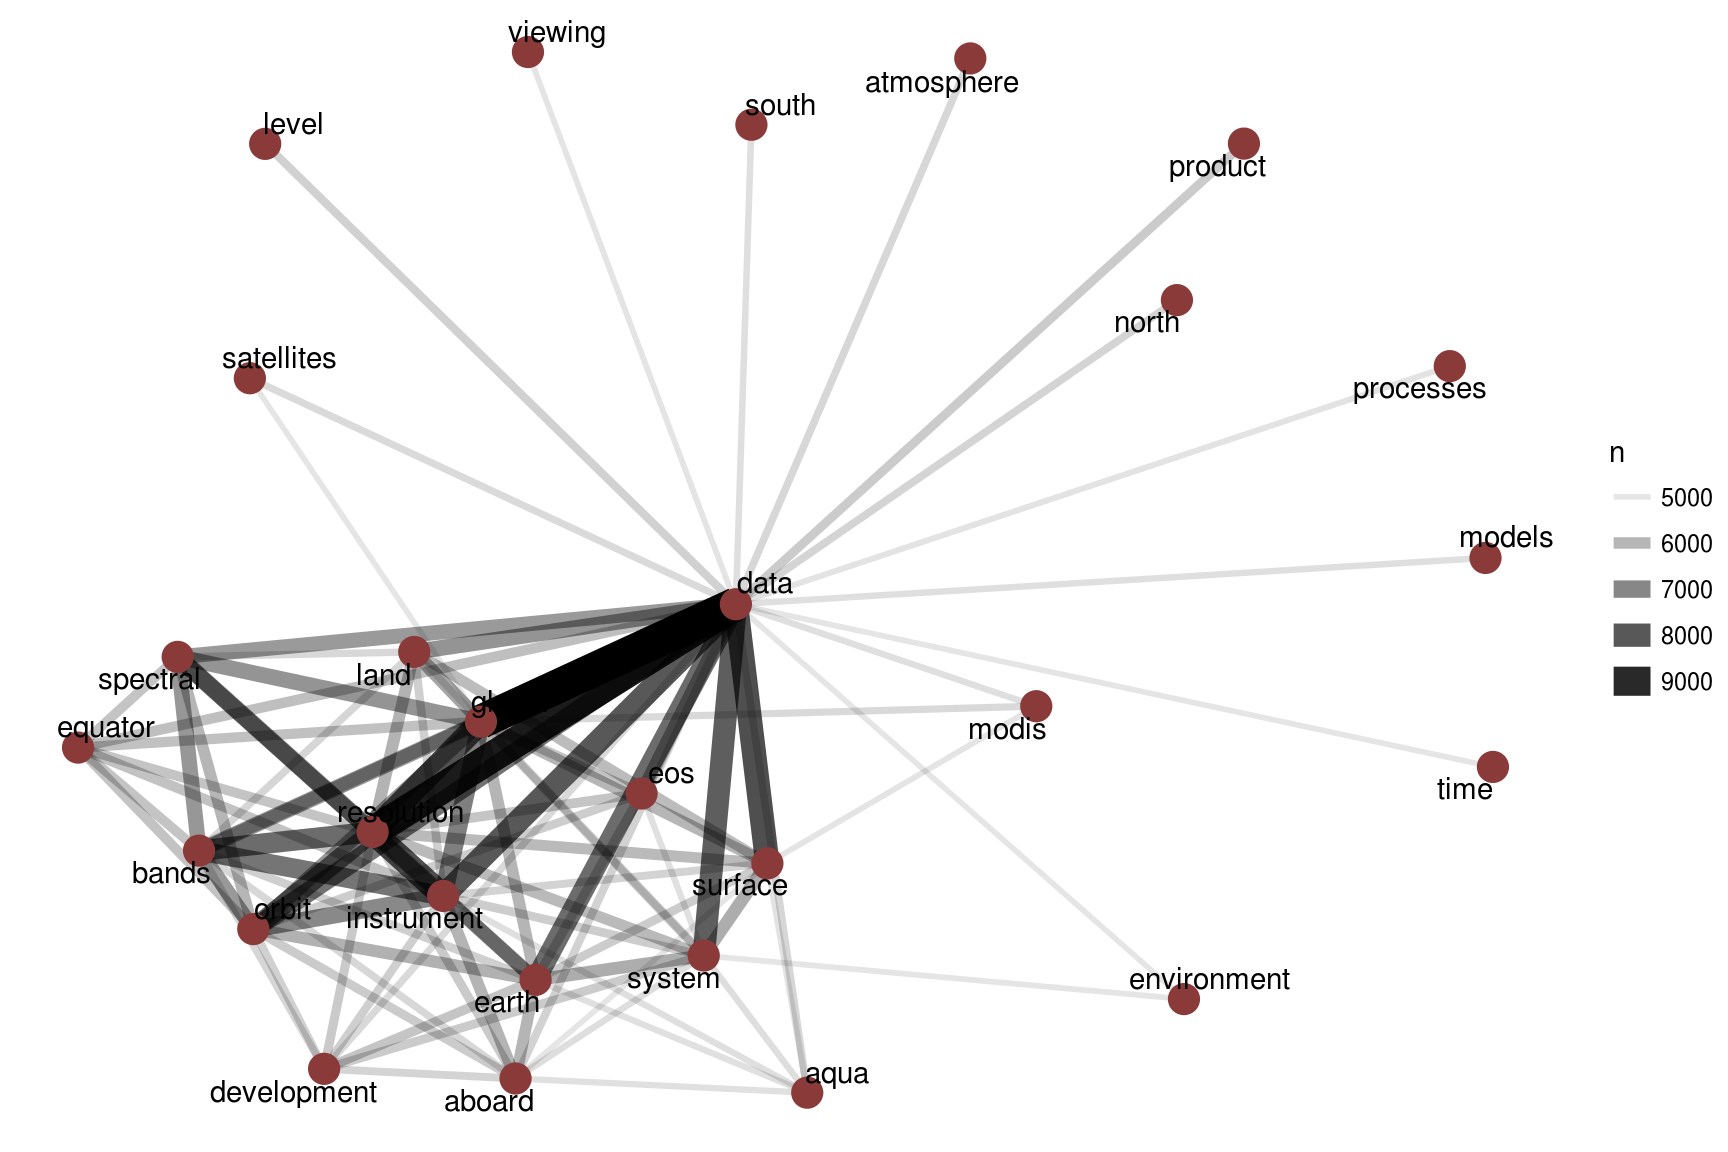 viewing
atmosphere
south
level
product
north
satellites
processes
n
5000
models
6000
data
7000
8000
land
spectral
9000
equator
modis
eos
time
resolution
bands
surface
orbit
instrument
system
environment
earth
aqua
development
aboard